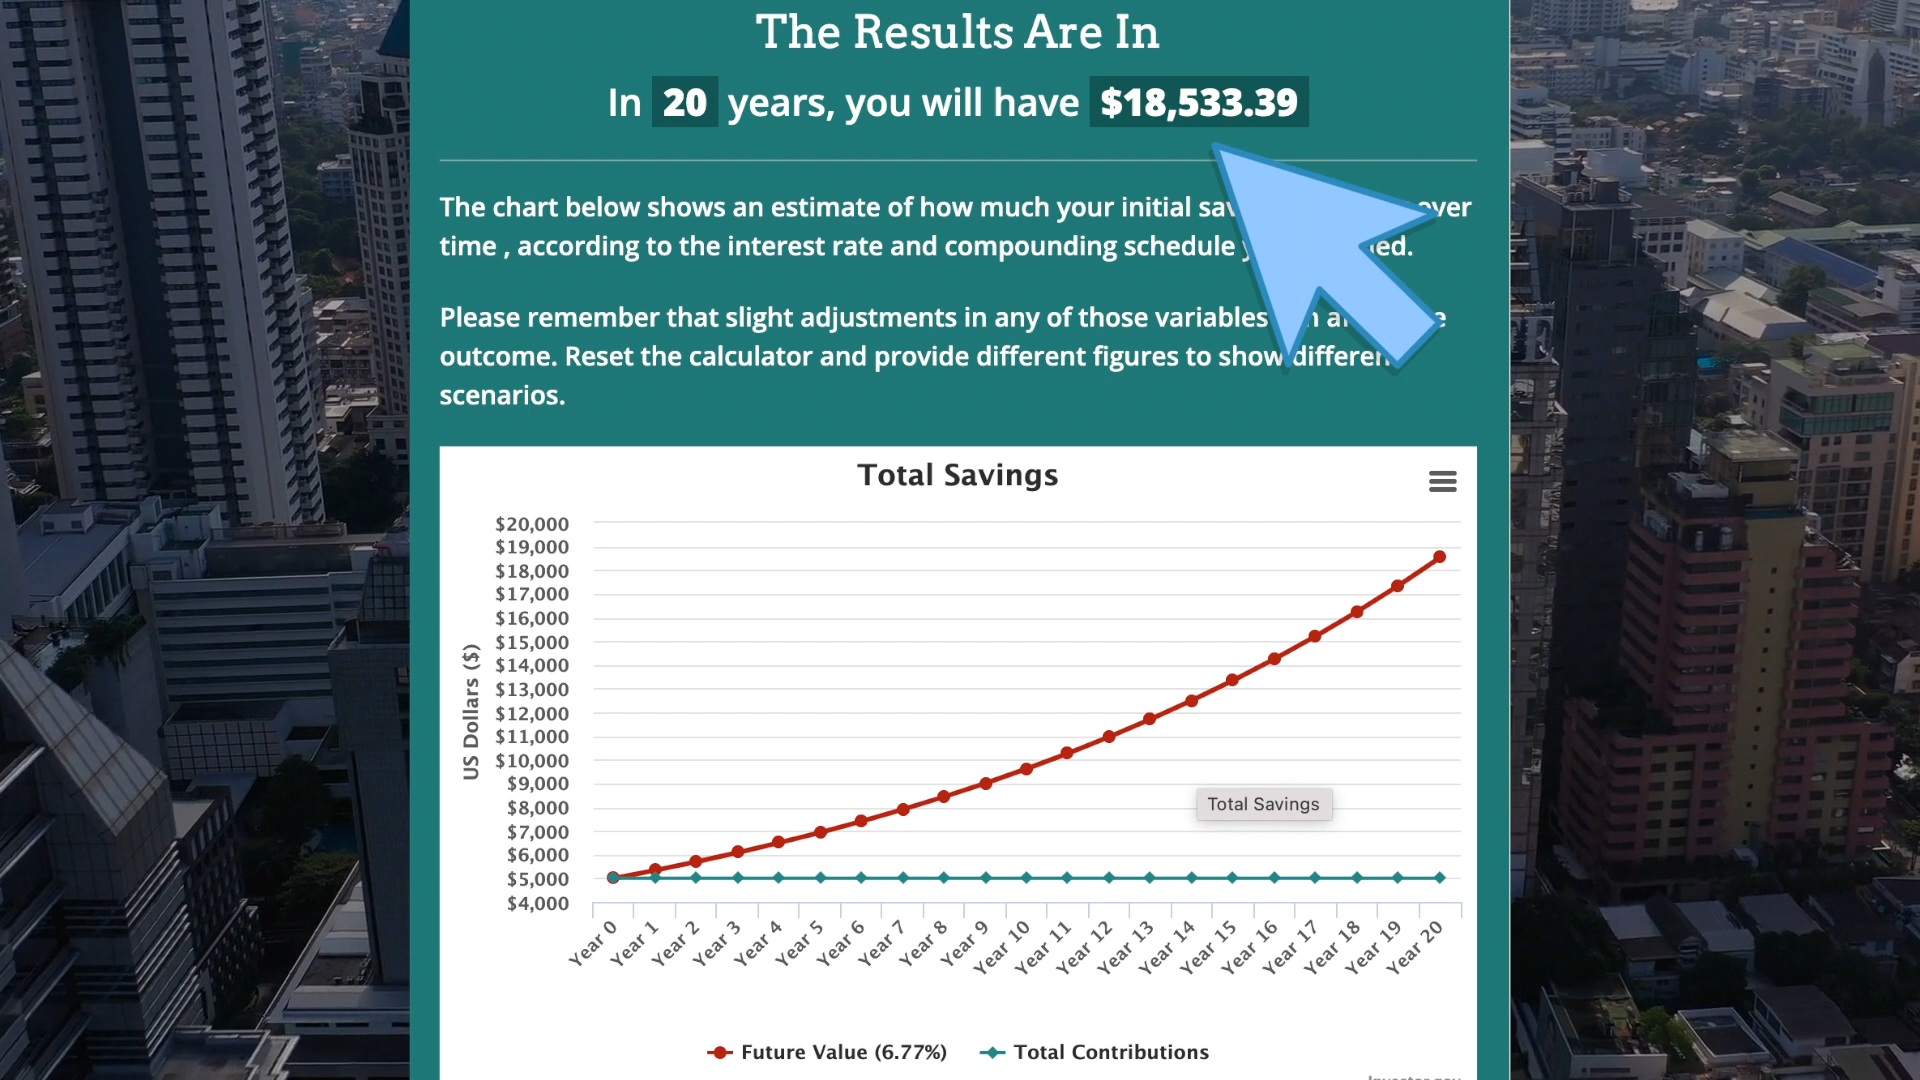 The Results Are In
In 20 years, you will have $18,533.39
The chart below shows an estimate of how much your initial over
time , according to the interest rate and compounding schedule
Please remember that slight adjustments in any of those variables
outcome. Reset the calculator and provide different figures to show
scenarios.
Total Savings
$20,000
$19,000
$18,000
$17,000
$16,000
$15,000
$14,000
$13,000
$12,000
$11,000
$10,000
$9,000
$8,000
$7,000
$6,000
$5,000
$4,000
US Dollars ($)
Total Savings
Year 0 Year 1 Year 2 Year 3 Year 4 Year 5 Year 6 Year 7 Year 8 Year 9 Year 10 Year 11 Year 12 Year 13 Year 14 Year 15 Year 16 Year 17 Year 18 Year 19 Year 20
Future Value (6.77%) Total Contributions